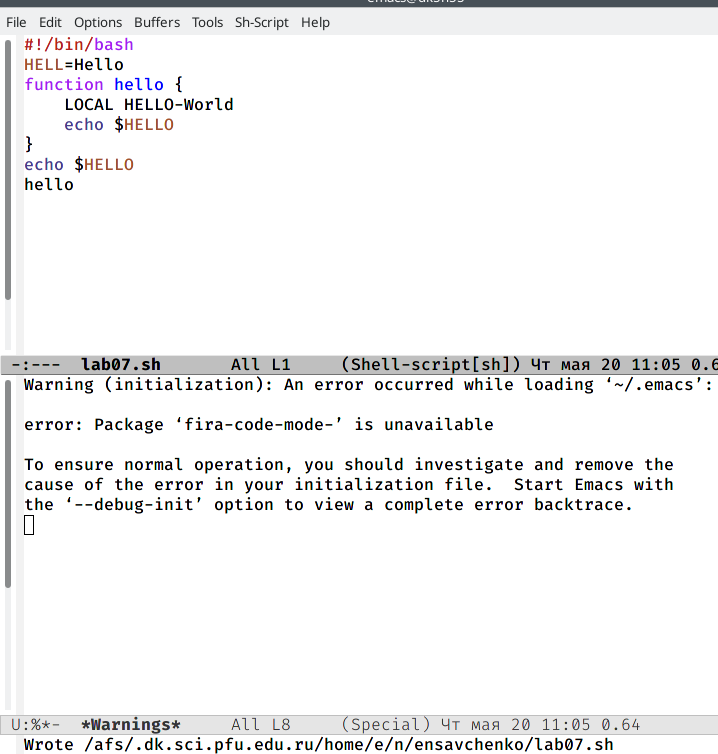 File Edit Options Buffers Tools Sh-Script Help
#!/bin/bash
HELL=Hello
function hello {
    LOCAL HELLO-World
    echo $HELLO
}
echo $HELLO
hello
-:--- lab07.sh All L1 (Shell-script[sh]) Чт мая 20 11:05
Warning (initialization): An error occurred while loading ‘~/.emacs’:
error: Package ‘fira-code-mode-’ is unavailable
To ensure normal operation, you should investigate and remove the
cause of the error in your initialization file. Start Emacs with
the ‘--debug-init’ option to view a complete error backtrace.
U:%*- *Warnings* All L8 (Special) Чт мая 20 11:05 0.64
Wrote /afs/.dk.sci.pfu.edu.ru/home/e/n/ensavchenko/lab07.sh